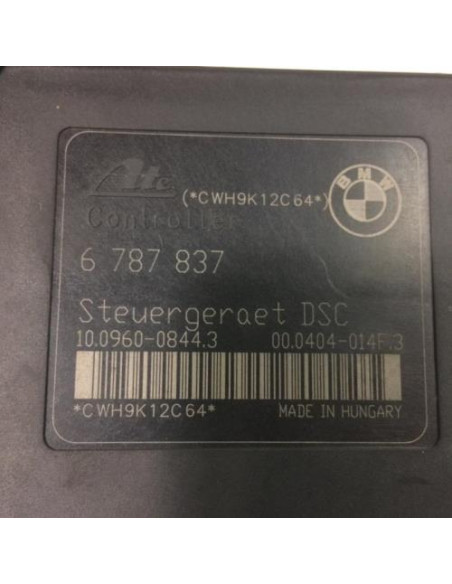 Ate (*CWH9K12C64*) BMW
Controller
6 787 837
Steuergeraet DSC
10.0960-0844.3 00.0404-014F.3
*CWH9K12C64* MADE IN HUNGARY